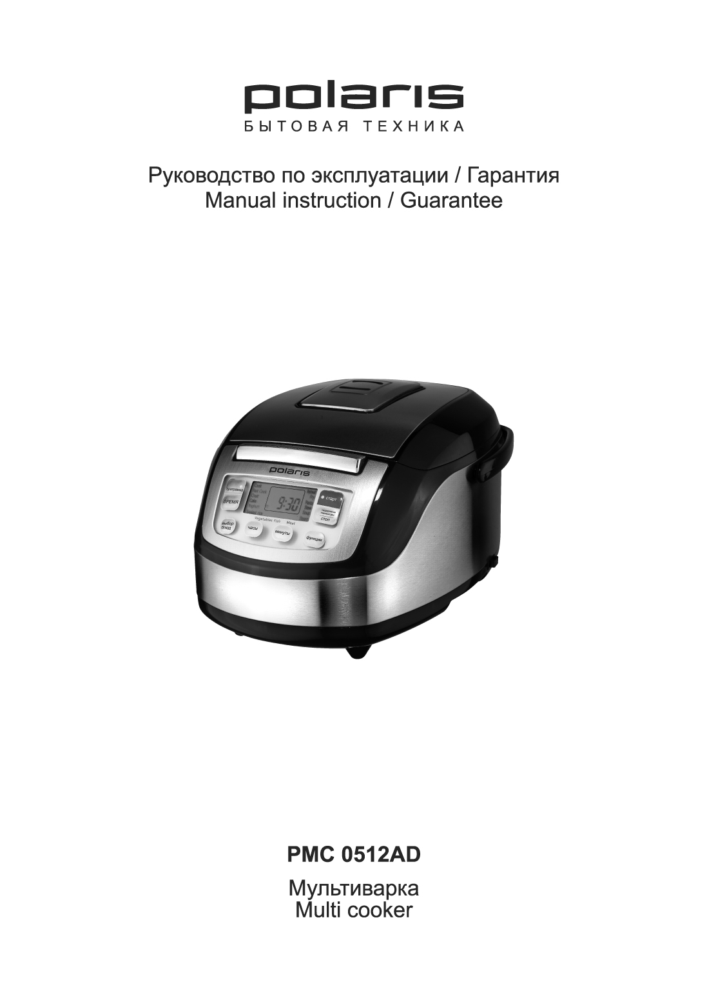 polaris
БЫТОВАЯ ТЕХНИКА
Руководство по эксплуатации / Гарантия
Manual instruction / Guarantee
polaris
программа
ВРЕМЯ
9:30
старт
стоп
Vegetables Fish Meat
выбор
блюд
часы
минуты
функции
PMC 0512AD
Мультиварка
Multi cooker